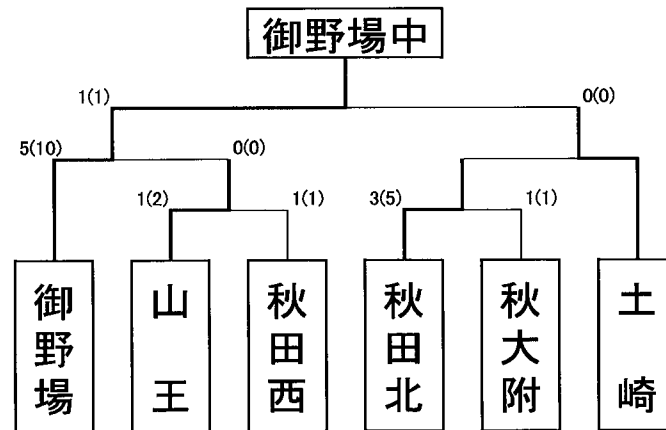 御野場中
1(1)
0(0)
5(10)
0(0)
1(2)
1(1)
3(5)
1(1)
御野場
山王
秋田西
秋田北
秋大附
土崎